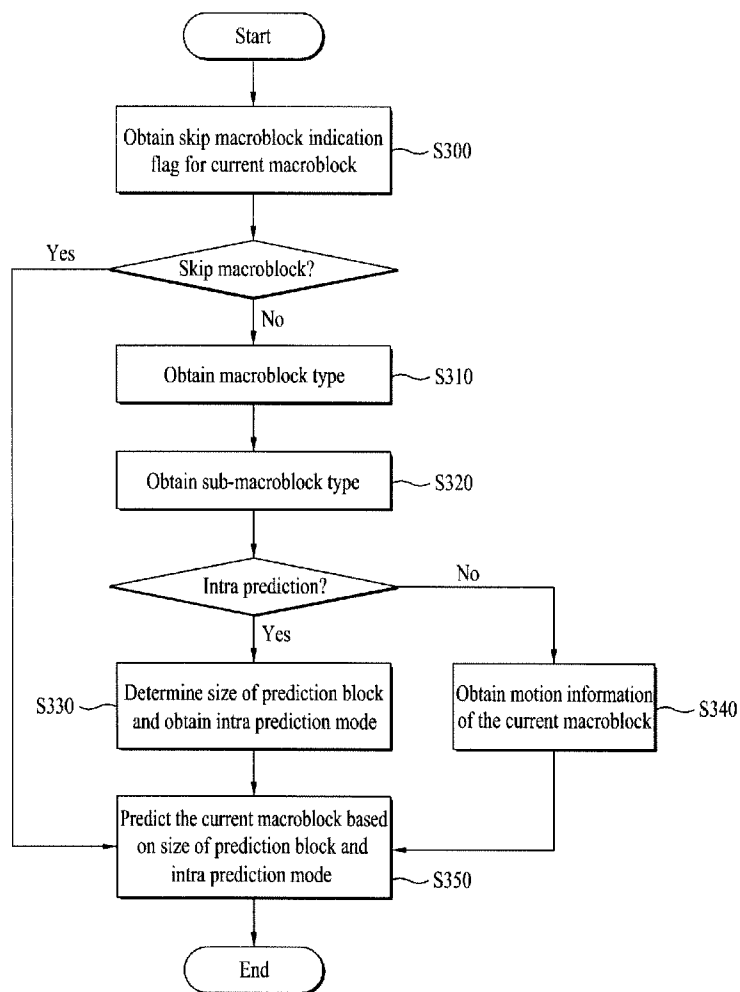 Start
Obtain skip macroblock indication
flag for current macroblock
S300
Yes
Skip macroblock?
No
Obtain macroblock type
S310
Obtain sub-macroblock type
S320
Intra prediction?
No
Yes
S330
Determine size of prediction block
and obtain intra prediction mode
Obtain motion information
of the current macroblock
S340
Predict the current macroblock based
on size of prediction block and
intra prediction mode
S350
End